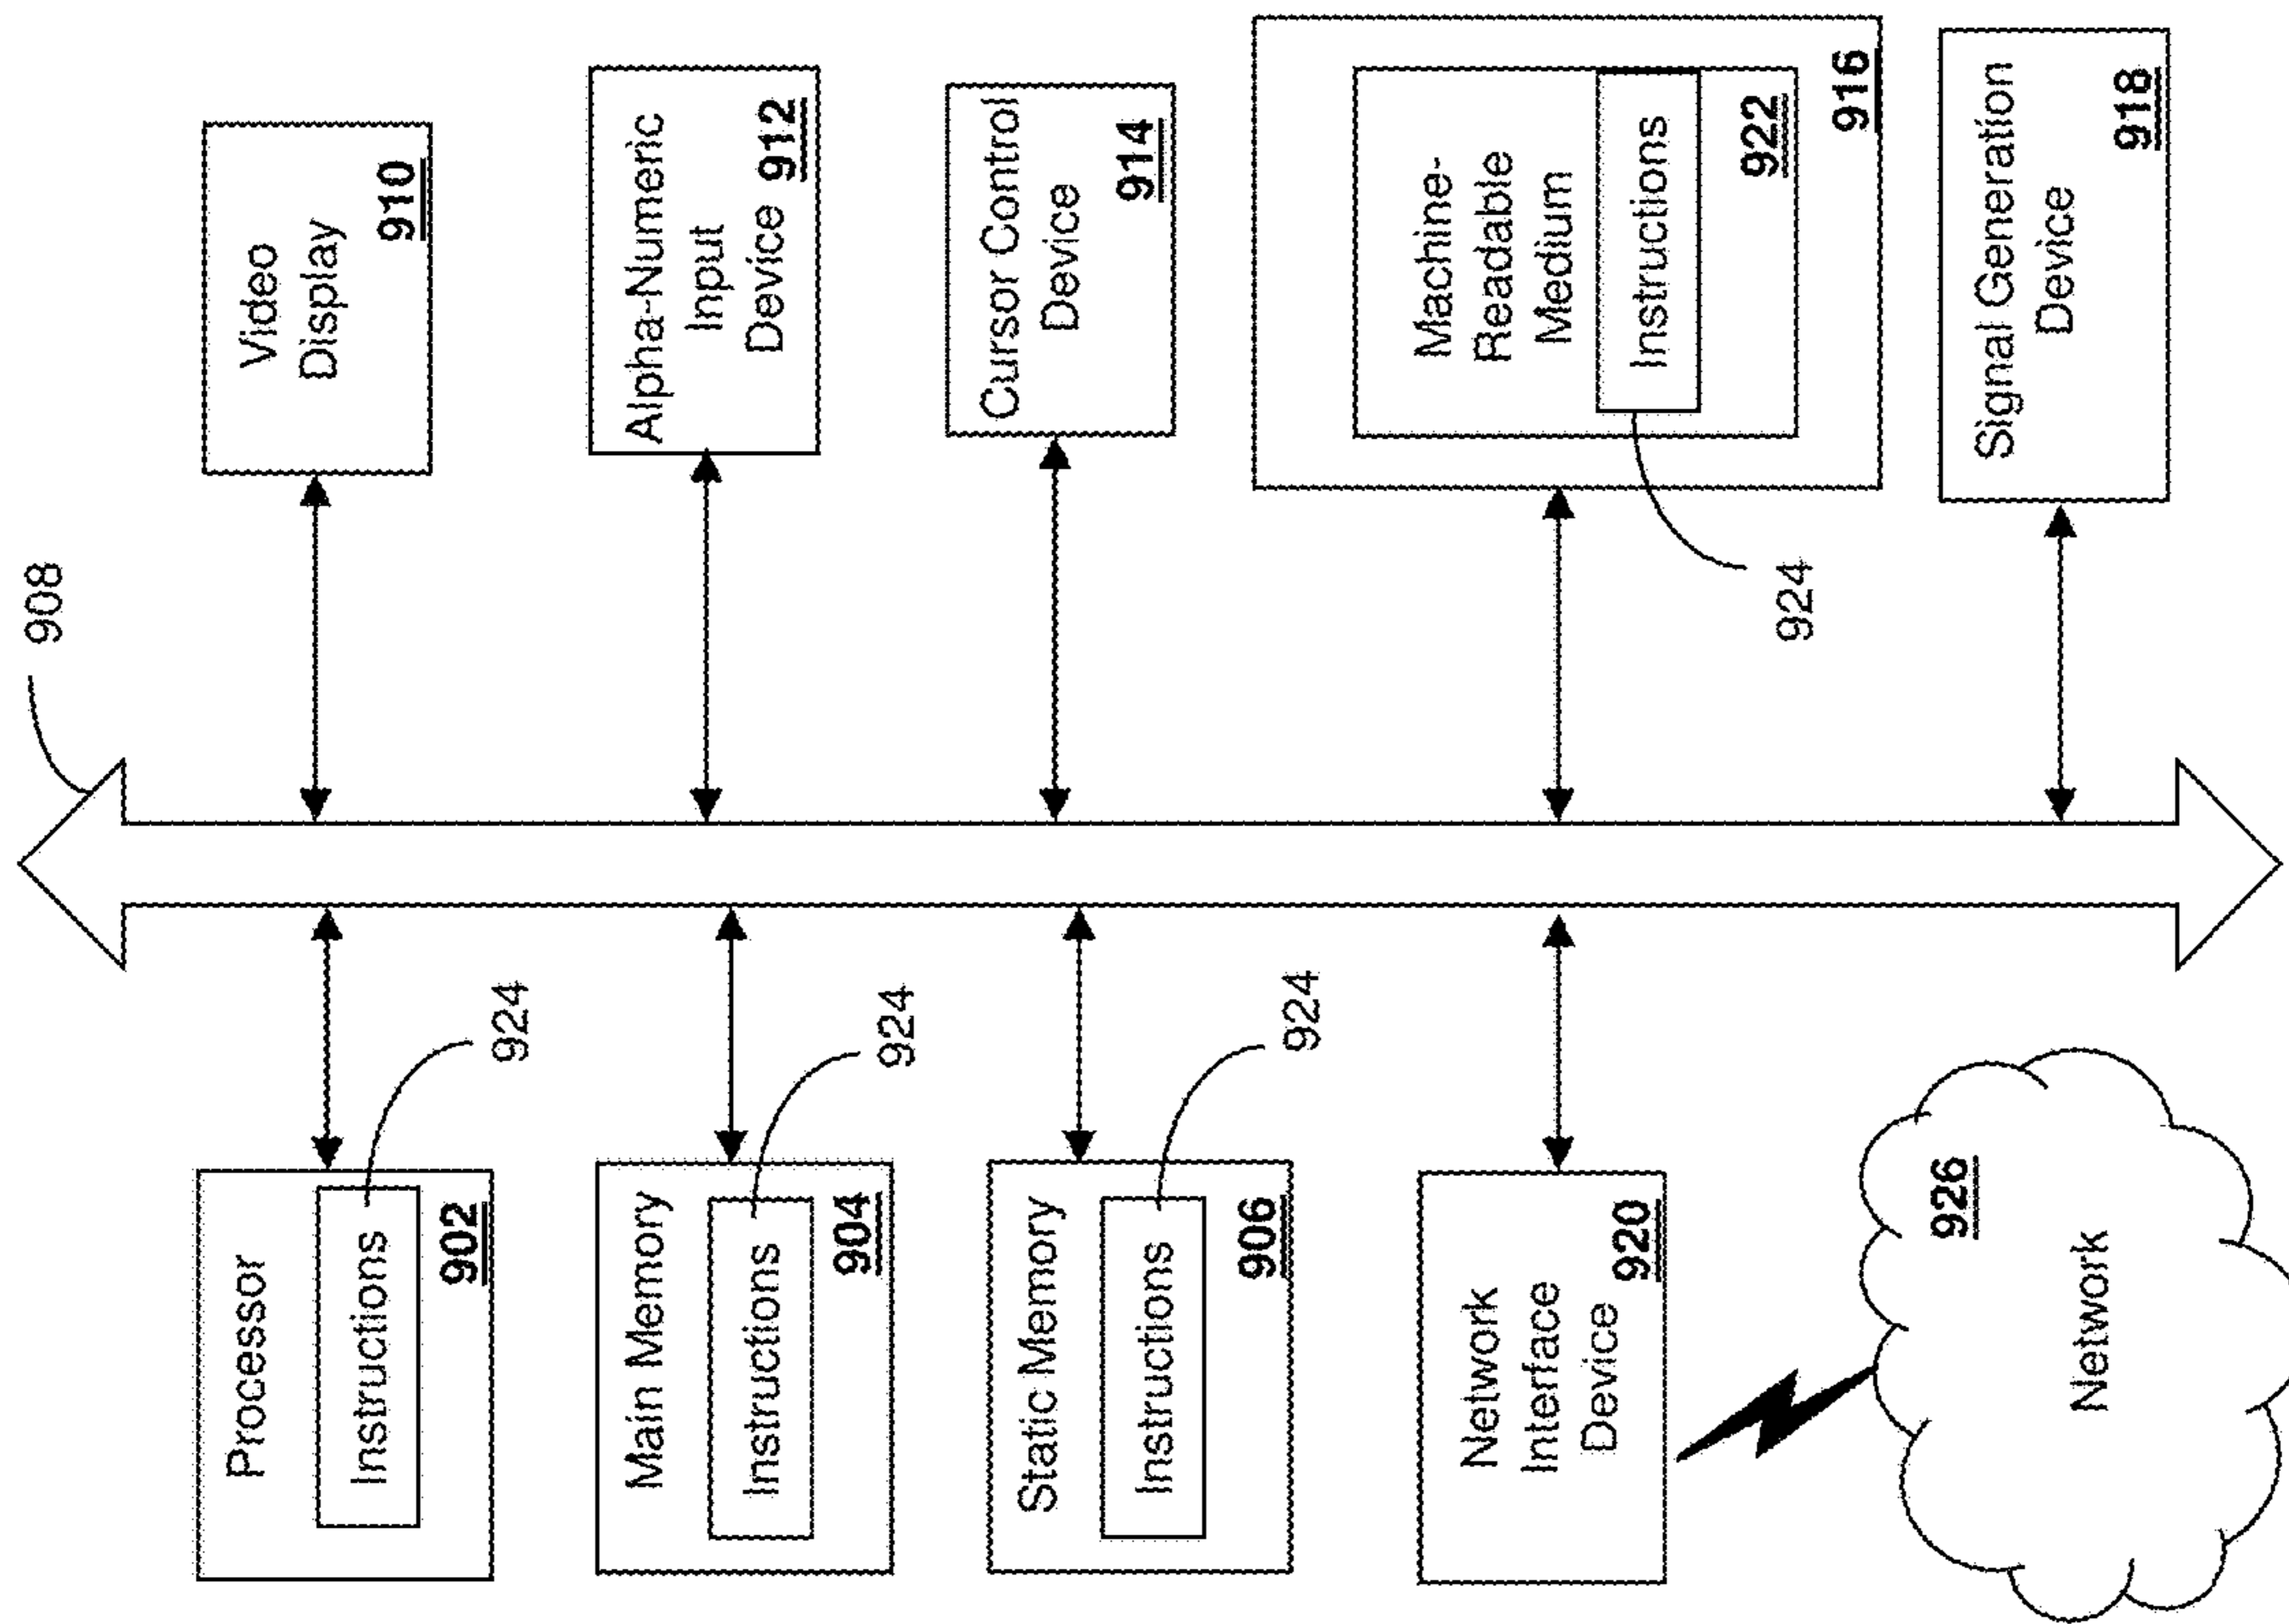 908
Processor
Instructions
902
924
Main Memory
Instructions
904
924
Static Memory
Instructions
906
924
Network
Interface
Device
920
926
Network
Video
Display
910
Alpha-Numeric
Input
Device 912
Cursor Control
Device
914
Machine-
Readable
Medium
Instructions
922
916
924
Signal Generation
Device
918